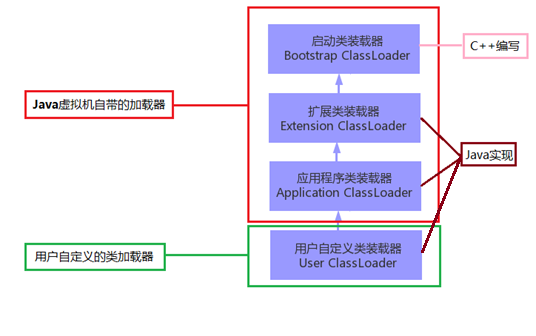 启动类装载器
Bootstrap ClassLoader
C++编写
扩展类装载器
Extension ClassLoader
Java虚拟机自带的加载器
Java实现
应用程序类装载器
Application ClassLoader
用户自定义类装载器
User ClassLoader
用户自定义的类加载器